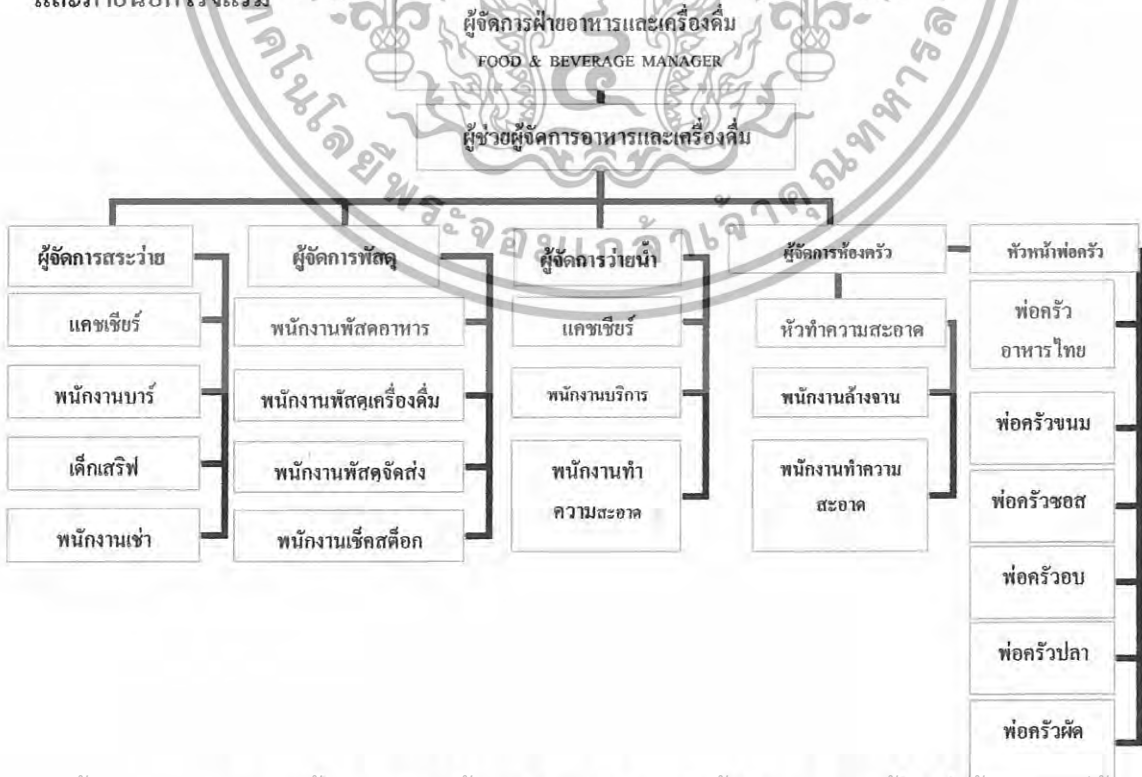 และภายนอกโรงแรม
ผู้จัดการฝ่ายอาหารและเครื่องดื่ม
FOOD & BEVERAGE MANAGER
ผู้ช่วยผู้จัดการอาหารและเครื่องดื่ม
ผู้จัดการสระว่าย
แคชเชียร์
พนักงานบาร์
เด็กเสริฟ
พนักงานเช่า
ผู้จัดการพัสดุ
พนักงานพัสดอาหาร
พนักงานพัสดุเครื่องดื่ม
พนักงานพัสดุจัดส่ง
พนักงานเช็คสต็อก
ผู้จัดการว่ายน้ำ
แคชเชียร์
พนักงานบริการ
พนักงานทำ
ความสะอาด
ผู้จัดการห้องครัว
หัวทำความสะอาด
พนักงานล้างจาน
พนักงานทำความ
สะอาด
หัวหน้าพ่อครัว
พ่อครัว
อาหารไทย
พ่อครัวขนม
พ่อครัวซอส
พ่อครัวอบ
พ่อครัวปลา
พ่อครัวผัด